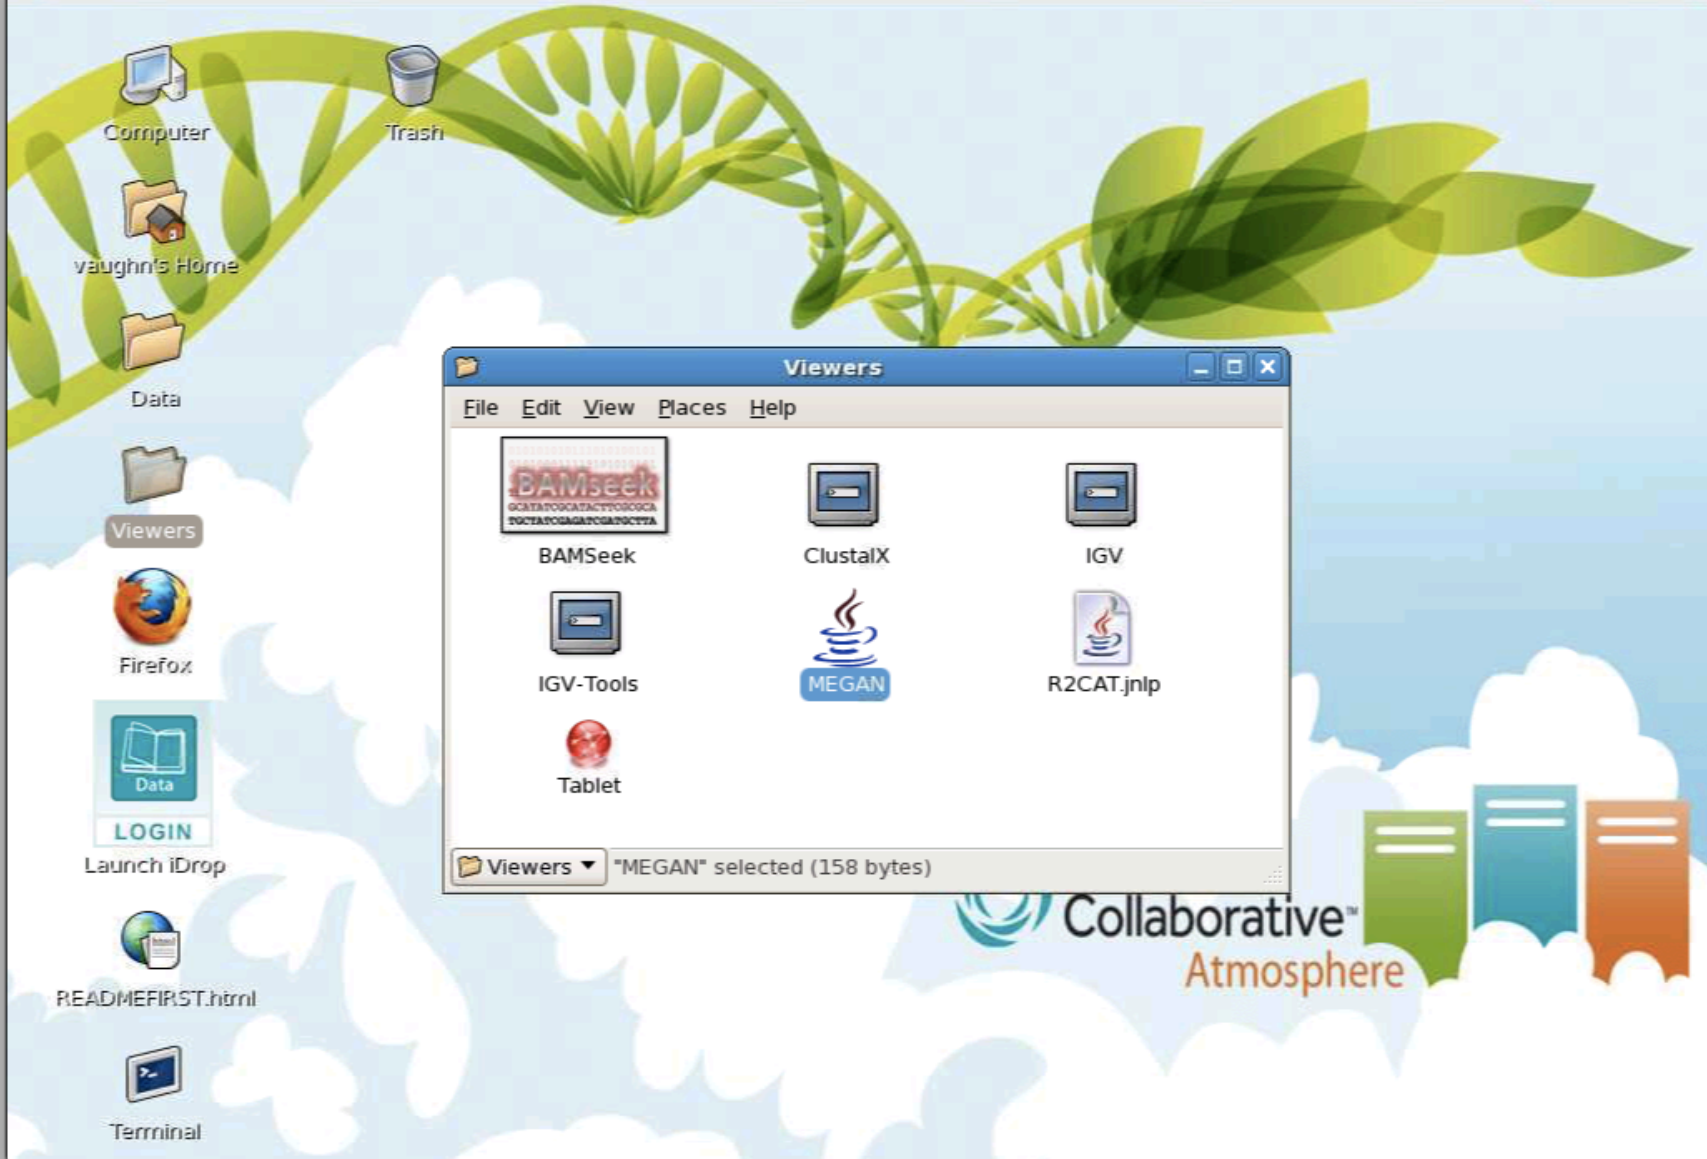 Computer
Trash
vaughn's Home
Data
Viewers
Firefox
Data
LOGIN
Launch iDrop
READMEFIRST.html
Terminal
Viewers
File Edit View Places Help
BAMseek
BAMSeek
ClustalX
IGV
IGV-Tools
MEGAN
R2CAT.jnlp
Tablet
Viewers "MEGAN" selected (158 bytes)
Collaborative™
Atmosphere